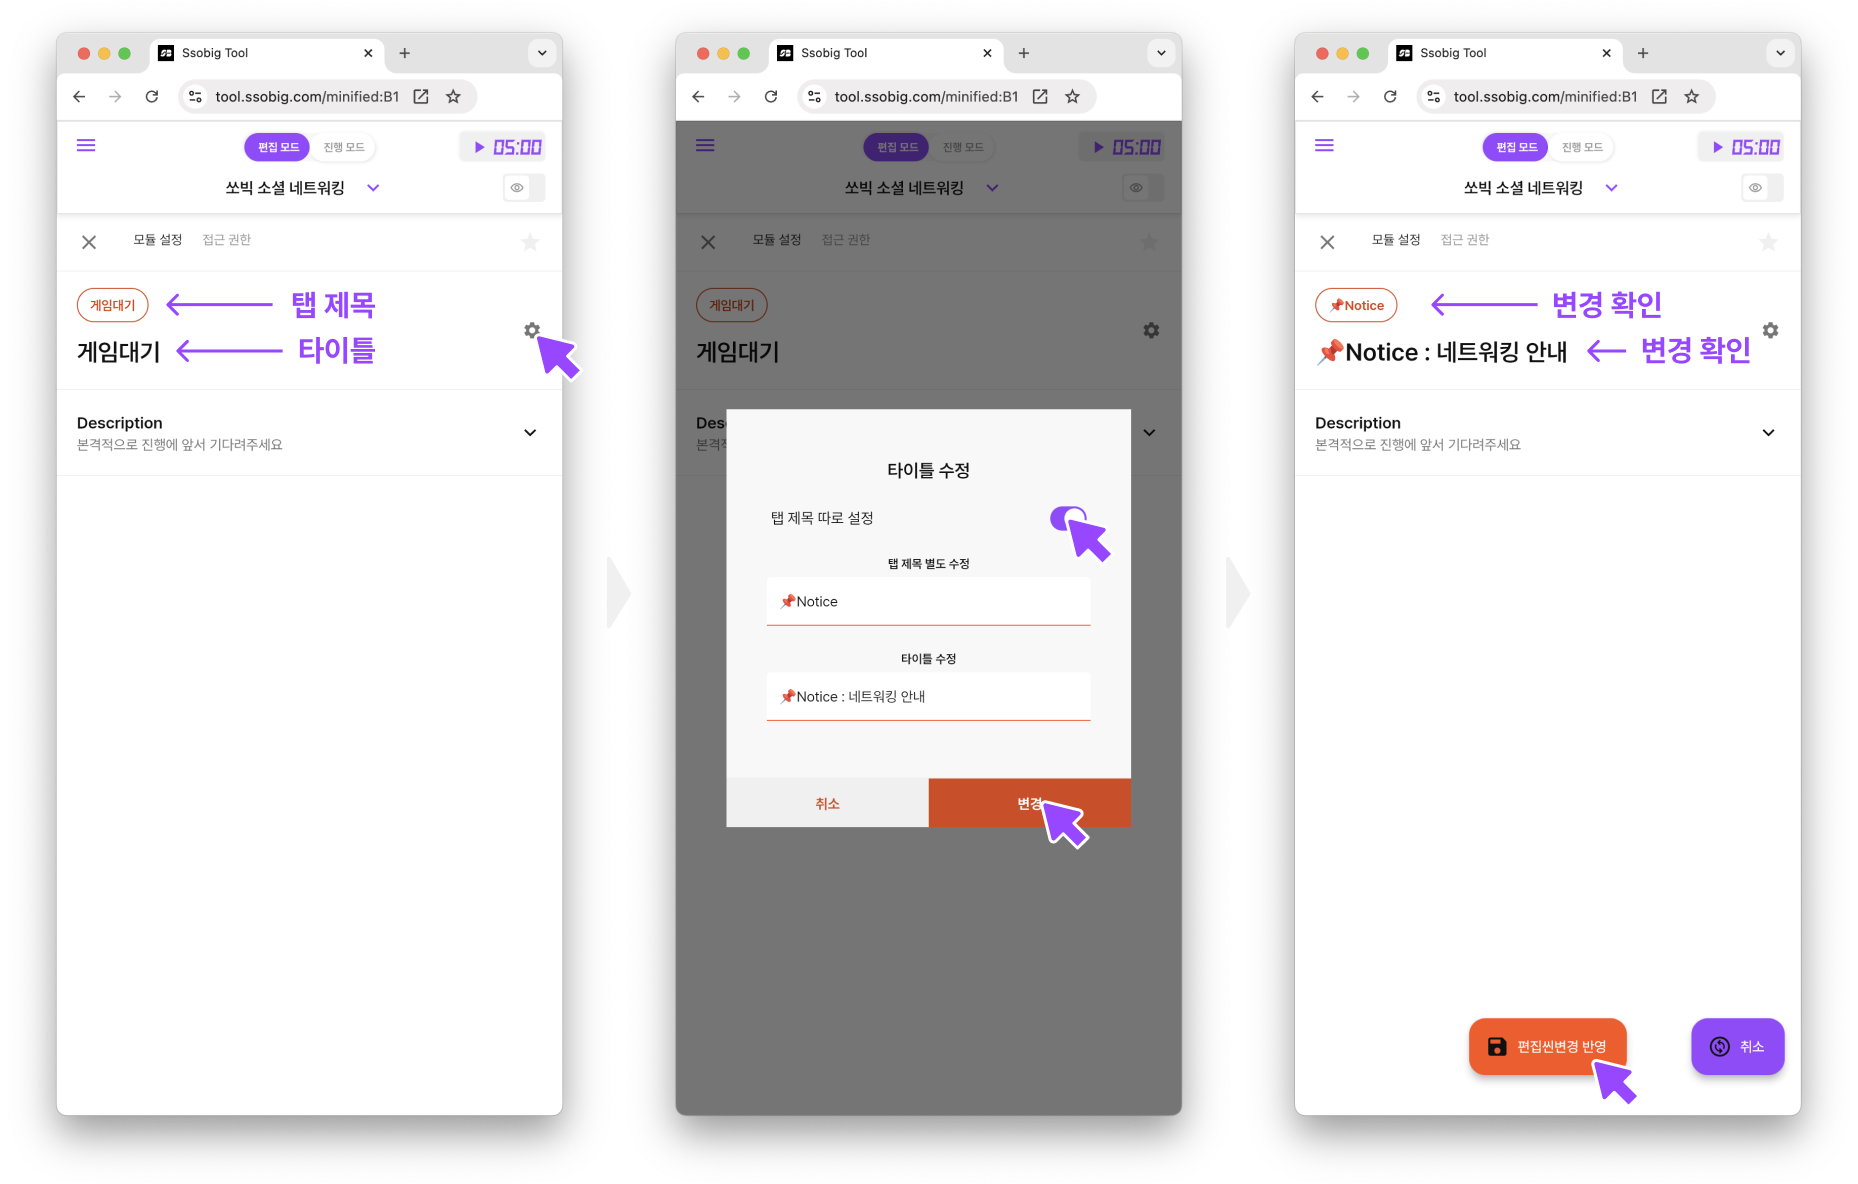 Ssobig Tool
tool.ssobig.com/minified:B1
편집 모드
진행 모드
05:00
쏘빅 소셜 네트워킹
모듈 설정
접근 권한
게임대기
탭 제목
게임대기
타이틀
Description
본격적으로 진행에 앞서 기다려주세요
Ssobig Tool
tool.ssobig.com/minified:B1
편집 모드
진행 모드
05:00
쏘빅 소셜 네트워킹
모듈 설정
접근 권한
게임대기
게임대기
타이틀 수정
탭 제목 따로 설정
탭 제목 별도 수정
📌Notice
타이틀 수정
📌Notice : 네트워킹 안내
취소
변경
Ssobig Tool
tool.ssobig.com/minified:B1
편집 모드
진행 모드
05:00
쏘빅 소셜 네트워킹
모듈 설정
접근 권한
📌Notice
변경 확인
📌Notice : 네트워킹 안내
변경 확인
Description
본격적으로 진행에 앞서 기다려주세요
편집씬변경 반영
취소